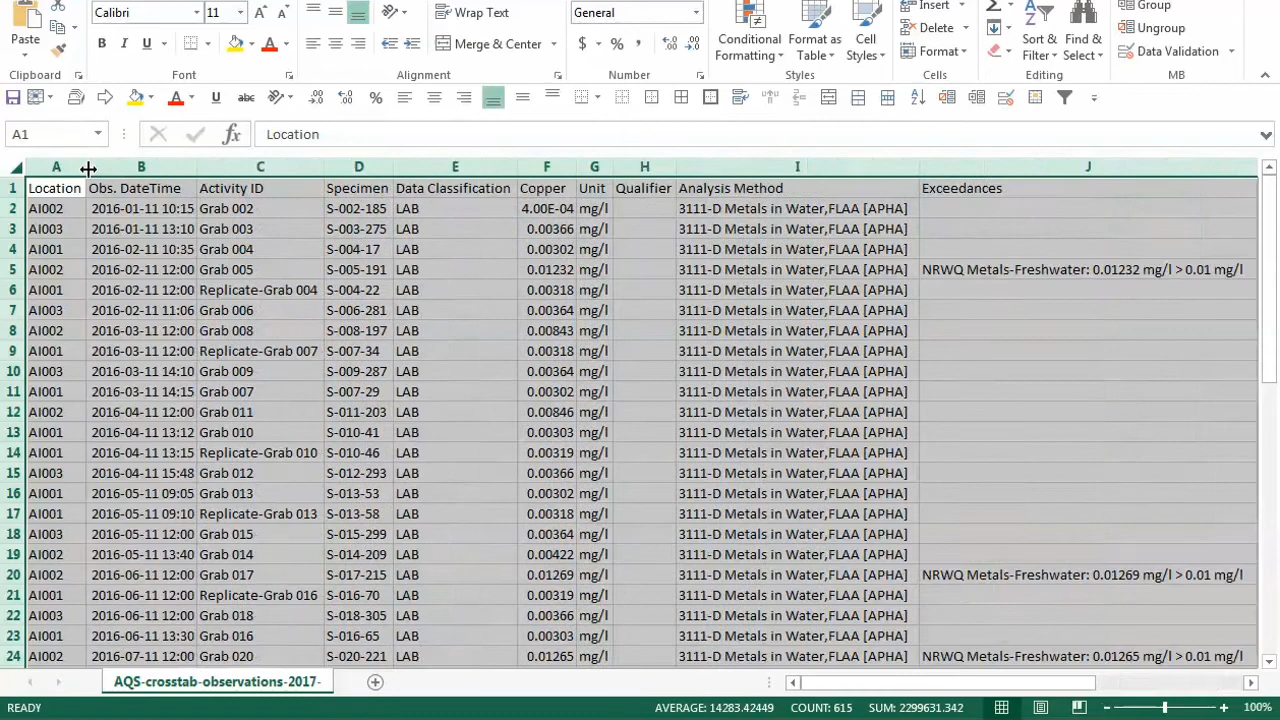 Calibri 11 Wrap Text General Insert Group
Paste B I U Merge & Center $ % , Conditional Formatting Format as Table Cell Styles Delete Format Sort & Filter Find & Select Ungroup Data Validation
Clipboard Font Alignment Number Styles Cells Editing MB
A1 fx Location
A B C D E F G H I J
1 Location Obs. DateTime Activity ID Specimen Data Classification Copper Unit Qualifier Analysis Method Exceedances
2 AI002 2016-01-11 10:15 Grab 002 S-002-185 LAB 4.00E-04 mg/l 3111-D Metals in Water,FLAA [APHA]
3 AI003 2016-01-11 13:10 Grab 003 S-003-275 LAB 0.00366 mg/l 3111-D Metals in Water,FLAA [APHA]
4 AI001 2016-02-11 10:35 Grab 004 S-004-17 LAB 0.00302 mg/l 3111-D Metals in Water,FLAA [APHA]
5 AI002 2016-02-11 12:00 Grab 005 S-005-191 LAB 0.01232 mg/l 3111-D Metals in Water,FLAA [APHA] NRWQ Metals-Freshwater: 0.01232 mg/l > 0.01 mg/l
6 AI001 2016-02-11 12:00 Replicate-Grab 004 S-004-22 LAB 0.00318 mg/l 3111-D Metals in Water,FLAA [APHA]
7 AI003 2016-02-11 11:06 Grab 006 S-006-281 LAB 0.00364 mg/l 3111-D Metals in Water,FLAA [APHA]
8 AI002 2016-03-11 12:00 Grab 008 S-008-197 LAB 0.00843 mg/l 3111-D Metals in Water,FLAA [APHA]
9 AI001 2016-03-11 12:00 Replicate-Grab 007 S-007-34 LAB 0.00318 mg/l 3111-D Metals in Water,FLAA [APHA]
10 AI003 2016-03-11 14:10 Grab 009 S-009-287 LAB 0.00364 mg/l 3111-D Metals in Water,FLAA [APHA]
11 AI001 2016-03-11 14:15 Grab 007 S-007-29 LAB 0.00302 mg/l 3111-D Metals in Water,FLAA [APHA]
12 AI002 2016-04-11 12:00 Grab 011 S-011-203 LAB 0.00846 mg/l 3111-D Metals in Water,FLAA [APHA]
13 AI001 2016-04-11 13:12 Grab 010 S-010-41 LAB 0.00303 mg/l 3111-D Metals in Water,FLAA [APHA]
14 AI001 2016-04-11 13:15 Replicate-Grab 010 S-010-46 LAB 0.00319 mg/l 3111-D Metals in Water,FLAA [APHA]
15 AI003 2016-04-11 15:48 Grab 012 S-012-293 LAB 0.00366 mg/l 3111-D Metals in Water,FLAA [APHA]
16 AI001 2016-05-11 09:05 Grab 013 S-013-53 LAB 0.00302 mg/l 3111-D Metals in Water,FLAA [APHA]
17 AI001 2016-05-11 09:10 Replicate-Grab 013 S-013-58 LAB 0.00318 mg/l 3111-D Metals in Water,FLAA [APHA]
18 AI003 2016-05-11 12:00 Grab 015 S-015-299 LAB 0.00364 mg/l 3111-D Metals in Water,FLAA [APHA]
19 AI002 2016-05-11 13:40 Grab 014 S-014-209 LAB 0.00422 mg/l 3111-D Metals in Water,FLAA [APHA]
20 AI002 2016-06-11 12:00 Grab 017 S-017-215 LAB 0.01269 mg/l 3111-D Metals in Water,FLAA [APHA] NRWQ Metals-Freshwater: 0.01269 mg/l > 0.01 mg/l
21 AI001 2016-06-11 12:00 Replicate-Grab 016 S-016-70 LAB 0.00319 mg/l 3111-D Metals in Water,FLAA [APHA]
22 AI003 2016-06-11 12:00 Grab 018 S-018-305 LAB 0.00366 mg/l 3111-D Metals in Water,FLAA [APHA]
23 AI001 2016-06-11 13:30 Grab 016 S-016-65 LAB 0.00303 mg/l 3111-D Metals in Water,FLAA [APHA]
24 AI002 2016-07-11 12:00 Grab 020 S-020-221 LAB 0.01265 mg/l 3111-D Metals in Water,FLAA [APHA] NRWQ Metals-Freshwater: 0.01265 mg/l > 0.01 mg/l
AQS-crosstab-observations-2017-
READY AVERAGE: 14283.42449 COUNT: 615 SUM: 2299631.342 100%